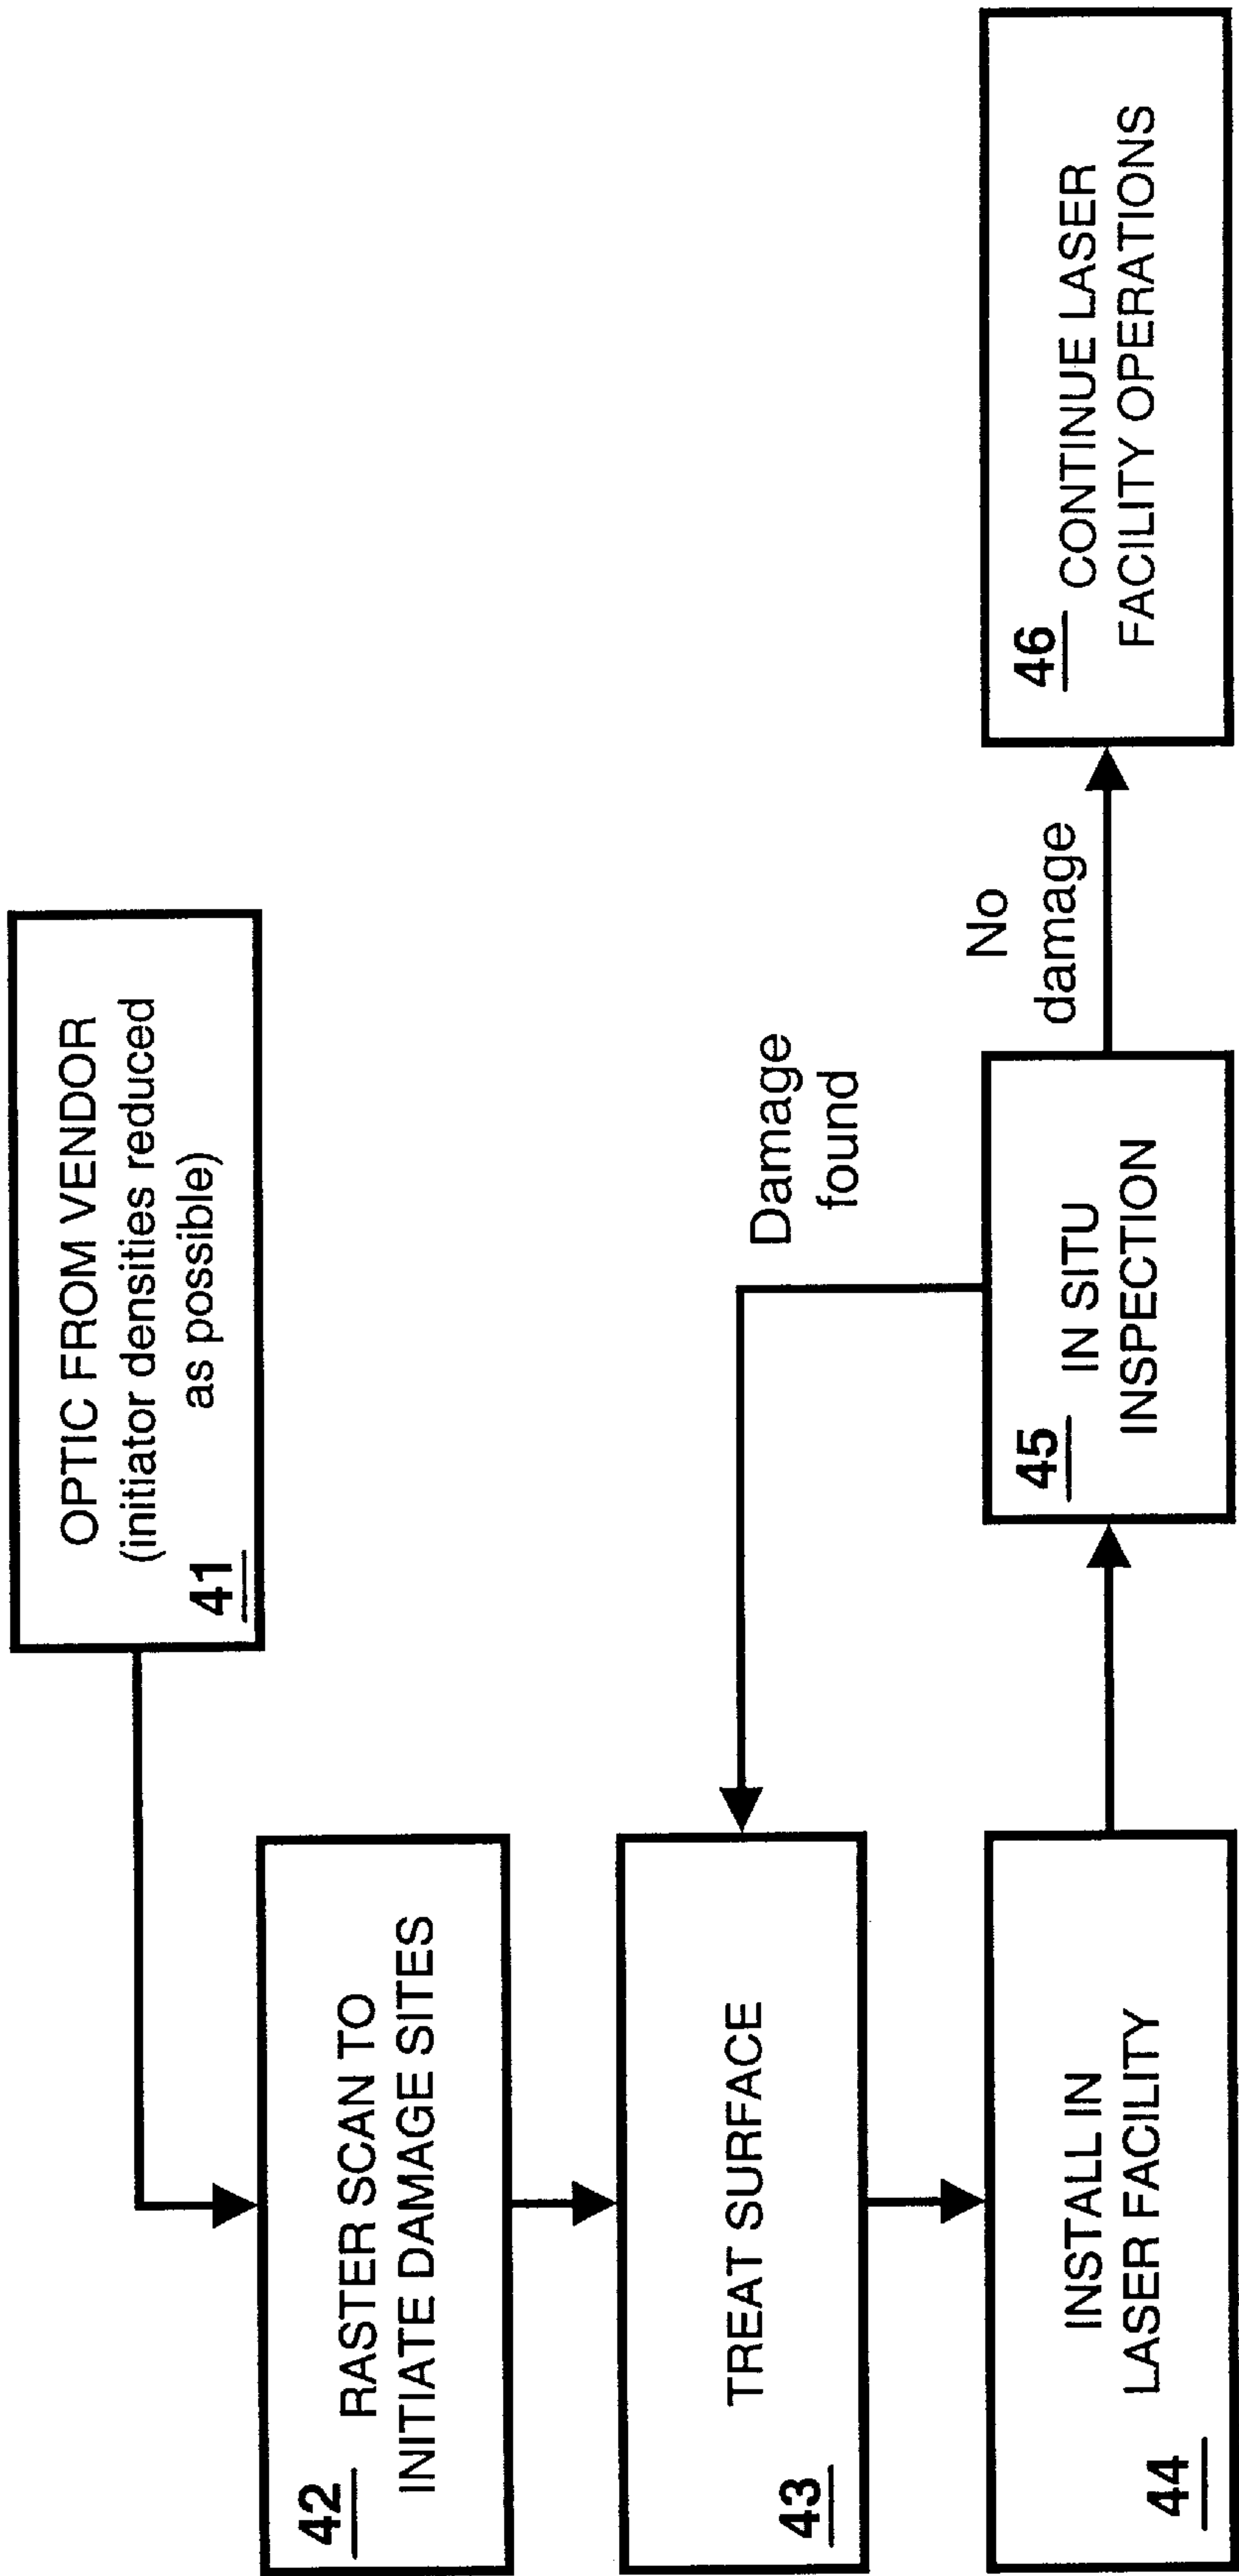 OPTIC FROM VENDOR
(initiator densities reduced
as possible)
41
42 RASTER SCAN TO
INITIATE DAMAGE SITES
TREAT SURFACE
43
INSTALL IN
LASER FACILITY
44
Damage
found
45 IN SITU
INSPECTION
No
damage
46 CONTINUE LASER
FACILITY OPERATIONS